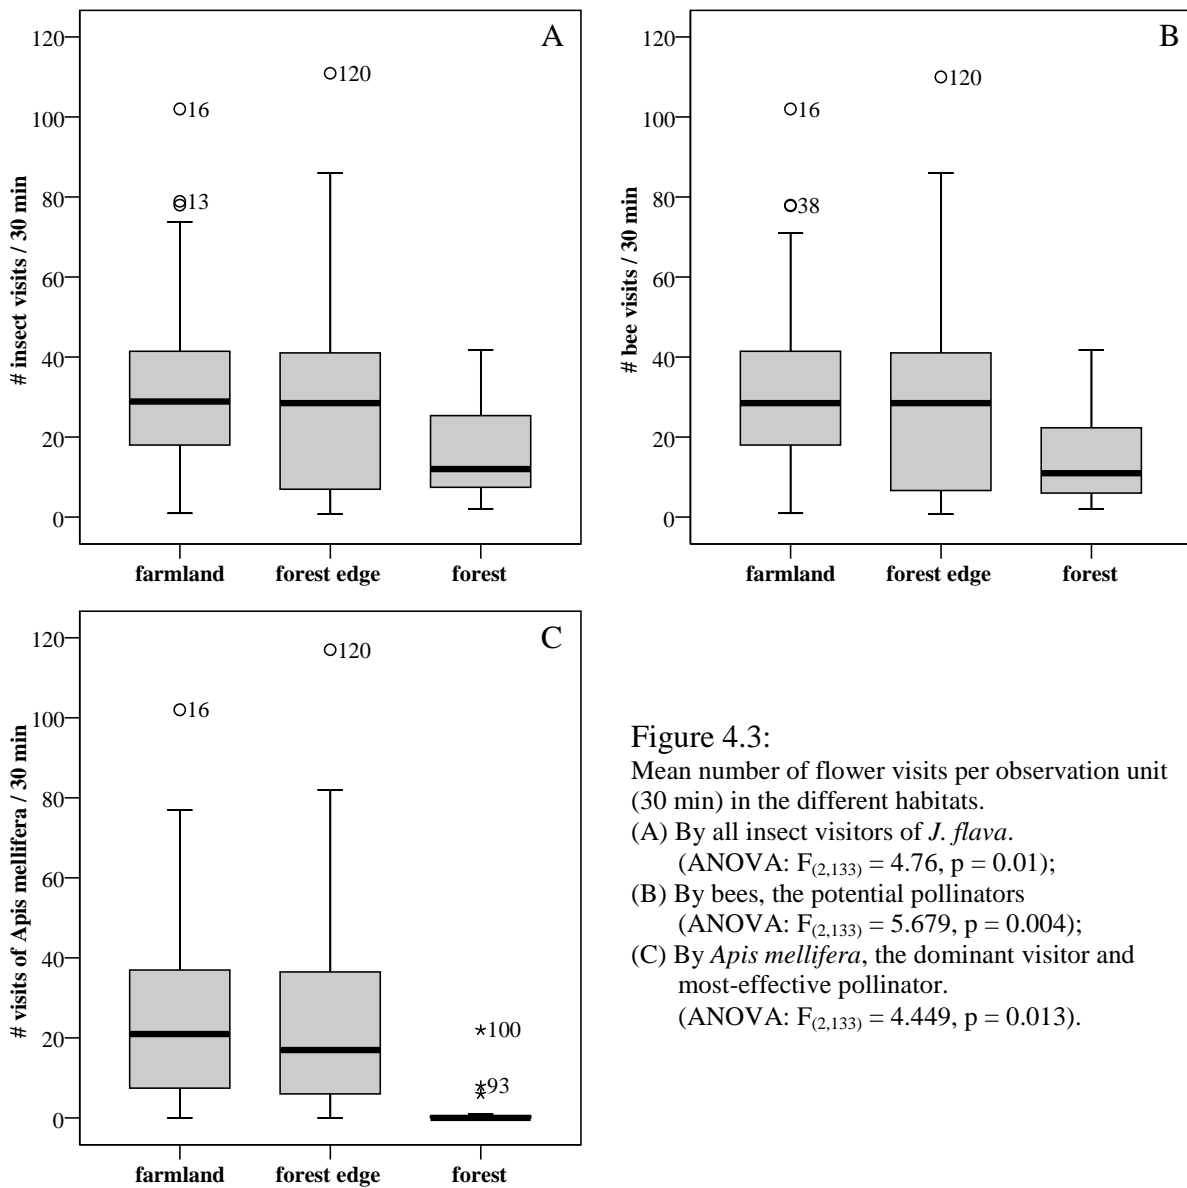 A
120
100
80
60
40
20
0
# insect visits / 30 min
16
13
120
farmland forest edge forest
B
120
100
80
60
40
20
0
# bee visits / 30 min
16
38
120
farmland forest edge forest
C
120
100
80
60
40
20
0
# visits of Apis mellifera / 30 min
16
120
100
93
farmland forest edge forest
Figure 4.3:
Mean number of flower visits per observation unit
(30 min) in the different habitats.
(A) By all insect visitors of J. flava.
(ANOVA: F(2,133) = 4.76, p = 0.01);
(B) By bees, the potential pollinators
(ANOVA: F(2,133) = 5.679, p = 0.004);
(C) By Apis mellifera, the dominant visitor and
most-effective pollinator.
(ANOVA: F(2,133) = 4.449, p = 0.013).